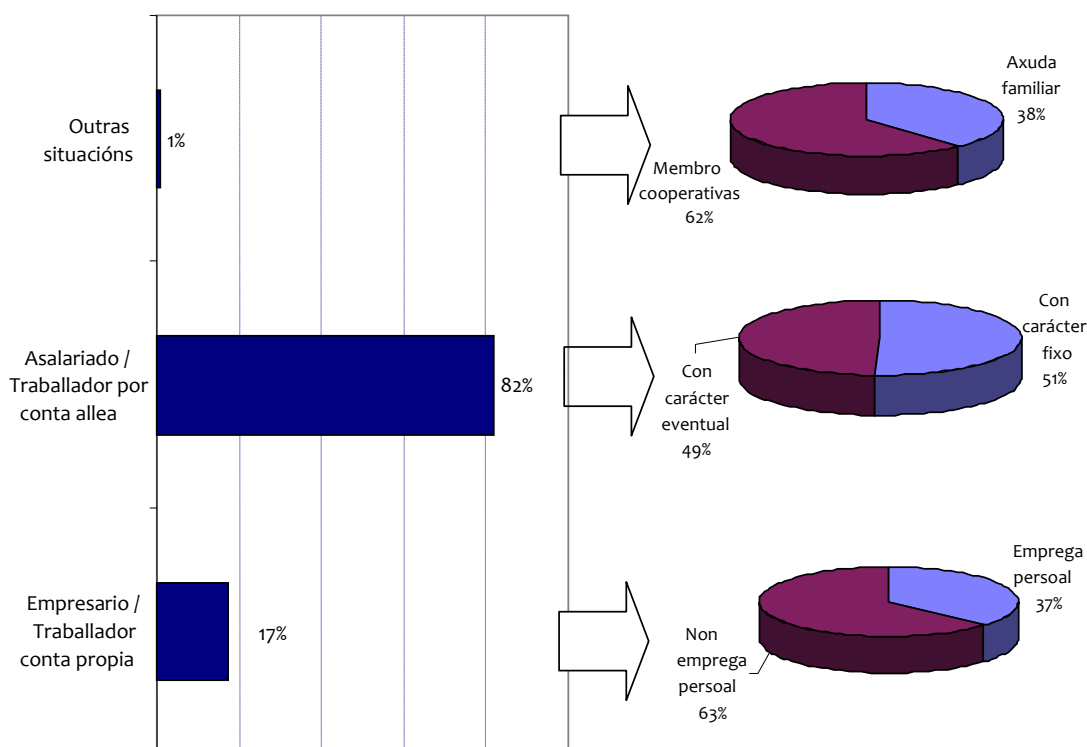 Outras
situacións
1%
Axuda
familiar
38%
Membro
cooperativas
62%
Asalariado /
Traballador por
conta allea
82%
Con
carácter
eventual
49%
Con
carácter
fixo
51%
Empresario /
Traballador
conta propia
17%
Non
emprega
persoal
63%
Emprega
persoal
37%